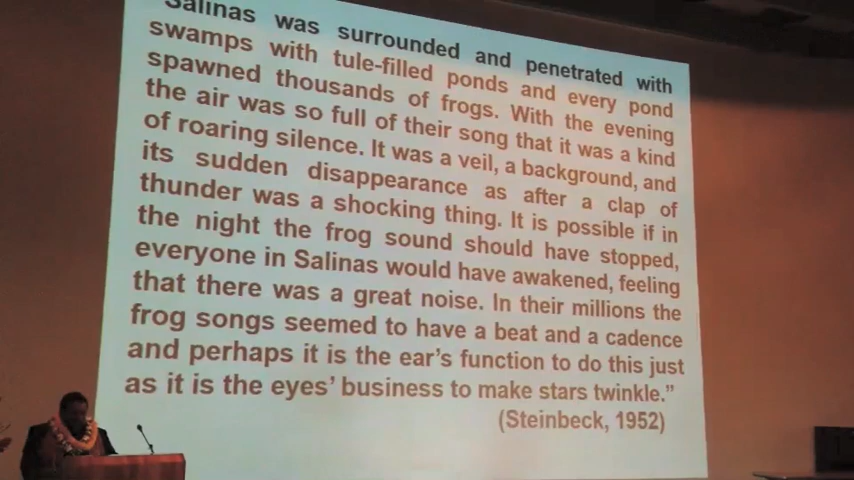 Salinas was surrounded and penetrated with
swamps with tule-filled ponds and every pond
spawned thousands of frogs. With the evening
the air was so full of their song that it was a kind
of roaring silence. It was a veil, a background, and
its sudden disappearance as after a clap of
thunder was a shocking thing. It is possible if in
the night the frog sound should have stopped,
everyone in Salinas would have awakened, feeling
that there was a great noise. In their millions the
frog songs seemed to have a beat and a cadence
and perhaps it is the ear’s function to do this just
as it is the eyes’ business to make stars twinkle.”
(Steinbeck, 1952)